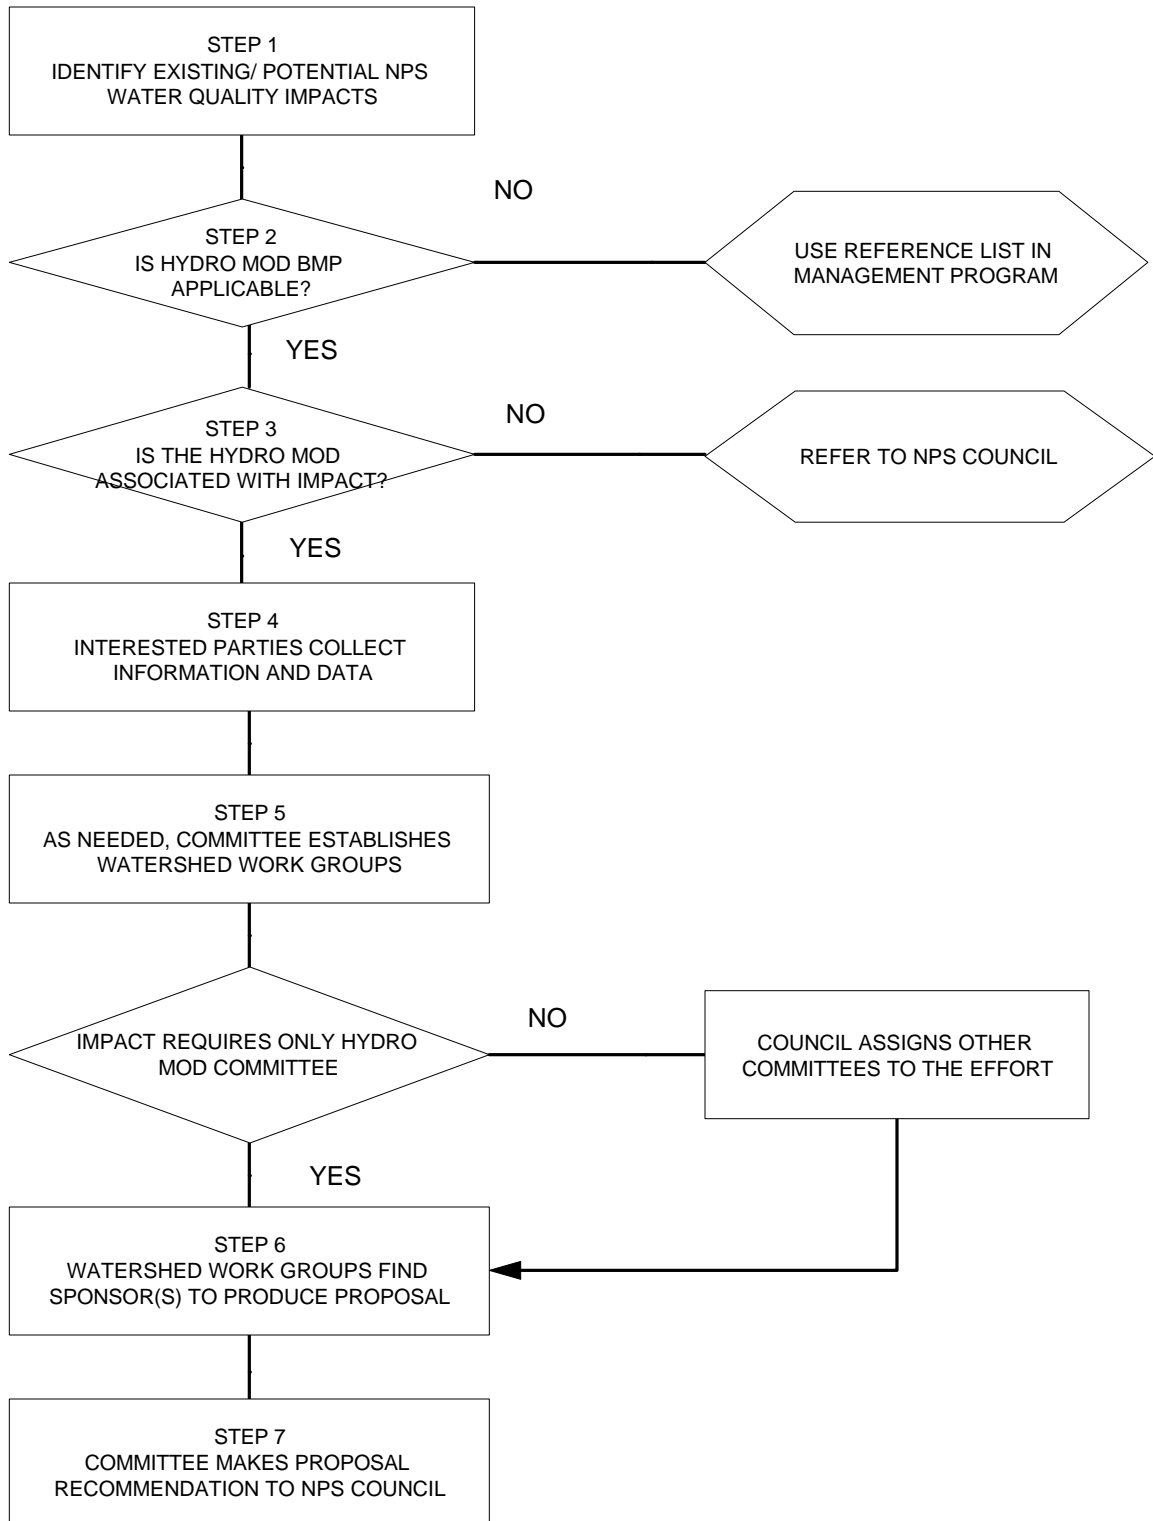 STEP 1
IDENTIFY EXISTING/ POTENTIAL NPS
WATER QUALITY IMPACTS
NO
STEP 2
IS HYDRO MOD BMP
APPLICABLE?
USE REFERENCE LIST IN
MANAGEMENT PROGRAM
YES
NO
STEP 3
IS THE HYDRO MOD
ASSOCIATED WITH IMPACT?
REFER TO NPS COUNCIL
YES
STEP 4
INTERESTED PARTIES COLLECT
INFORMATION AND DATA
STEP 5
AS NEEDED, COMMITTEE ESTABLISHES
WATERSHED WORK GROUPS
NO
IMPACT REQUIRES ONLY HYDRO
MOD COMMITTEE
COUNCIL ASSIGNS OTHER
COMMITTEES TO THE EFFORT
YES
STEP 6
WATERSHED WORK GROUPS FIND
SPONSOR(S) TO PRODUCE PROPOSAL
STEP 7
COMMITTEE MAKES PROPOSAL
RECOMMENDATION TO NPS COUNCIL